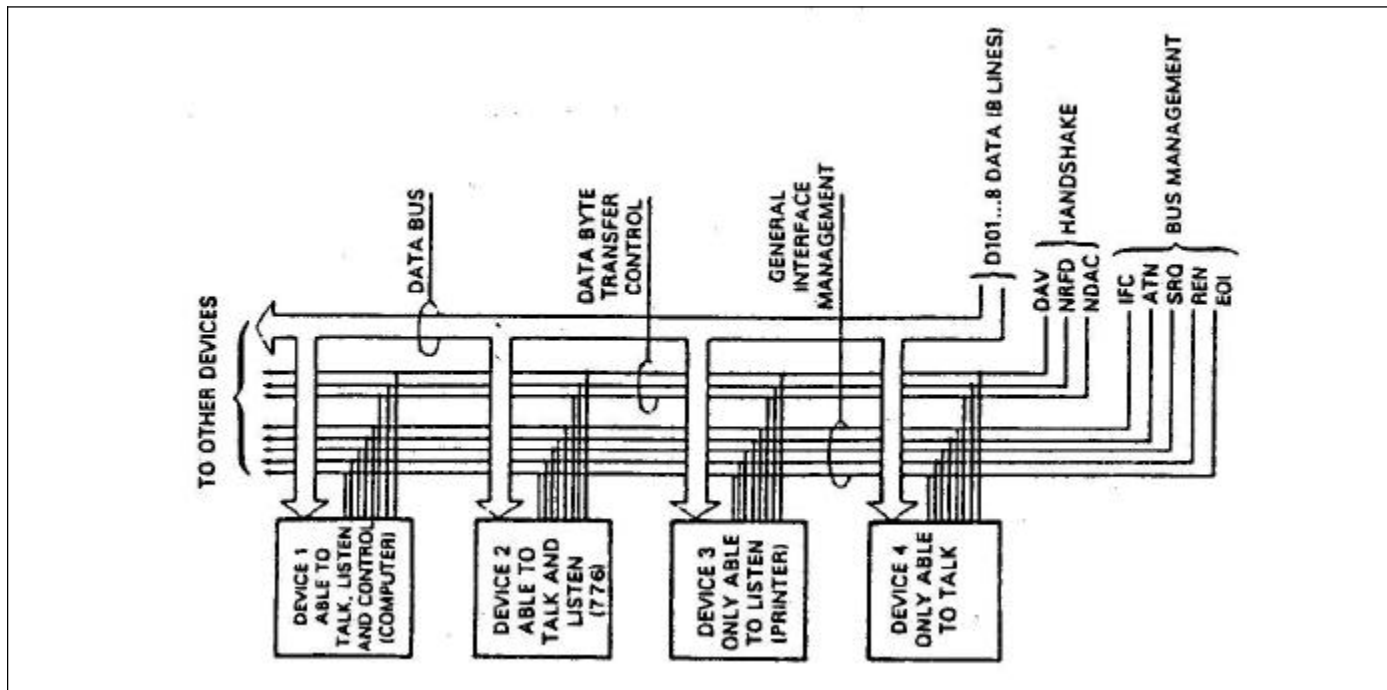 TO OTHER DEVICES
DEVICE 1
ABLE TO
TALK, LISTEN
AND CONTROL
(COMPUTER)
DEVICE 2
ABLE TO
TALK AND
LISTEN
(776)
DEVICE 3
ONLY ABLE
TO LISTEN
(PRINTER)
DEVICE 4
ONLY ABLE
TO TALK
DATA BUS
DATA BYTE
TRANSFER
CONTROL
GENERAL
INTERFACE
MANAGEMENT
D101...8 DATA (8 LINES)
DAV
NRFD
NDAC
HANDSHAKE
IFC
ATN
SRQ
REN
EOI
BUS MANAGEMENT